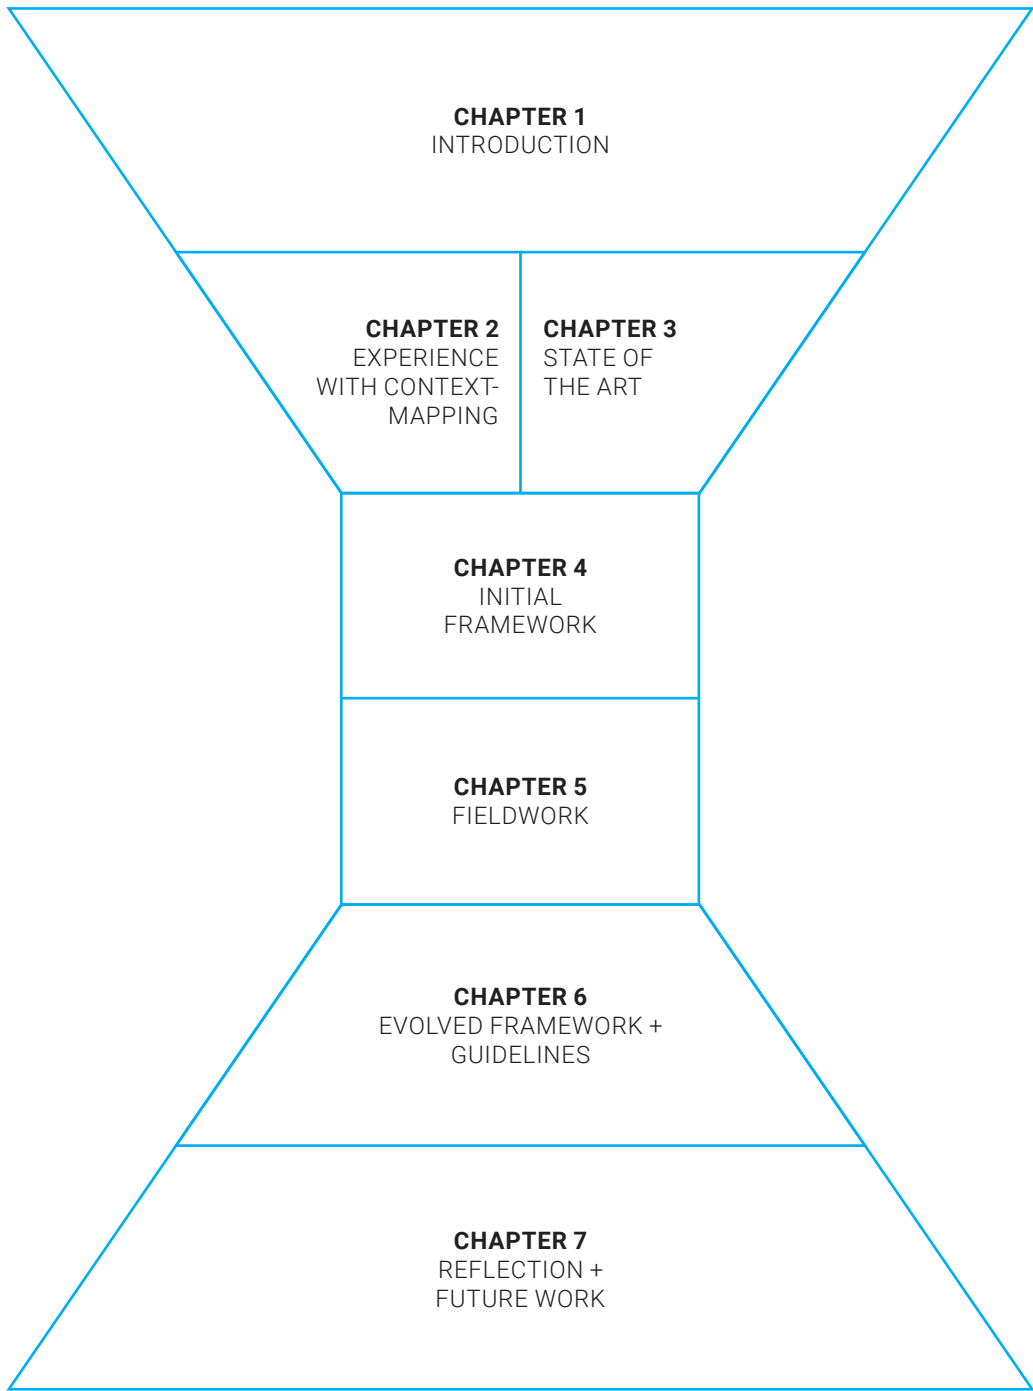 CHAPTER 1
INTRODUCTION
CHAPTER 2
EXPERIENCE
WITH CONTEXT-
MAPPING
CHAPTER 3
STATE OF
THE ART
CHAPTER 4
INITIAL
FRAMEWORK
CHAPTER 5
FIELDWORK
CHAPTER 6
EVOLVED FRAMEWORK +
GUIDELINES
CHAPTER 7
REFLECTION +
FUTURE WORK